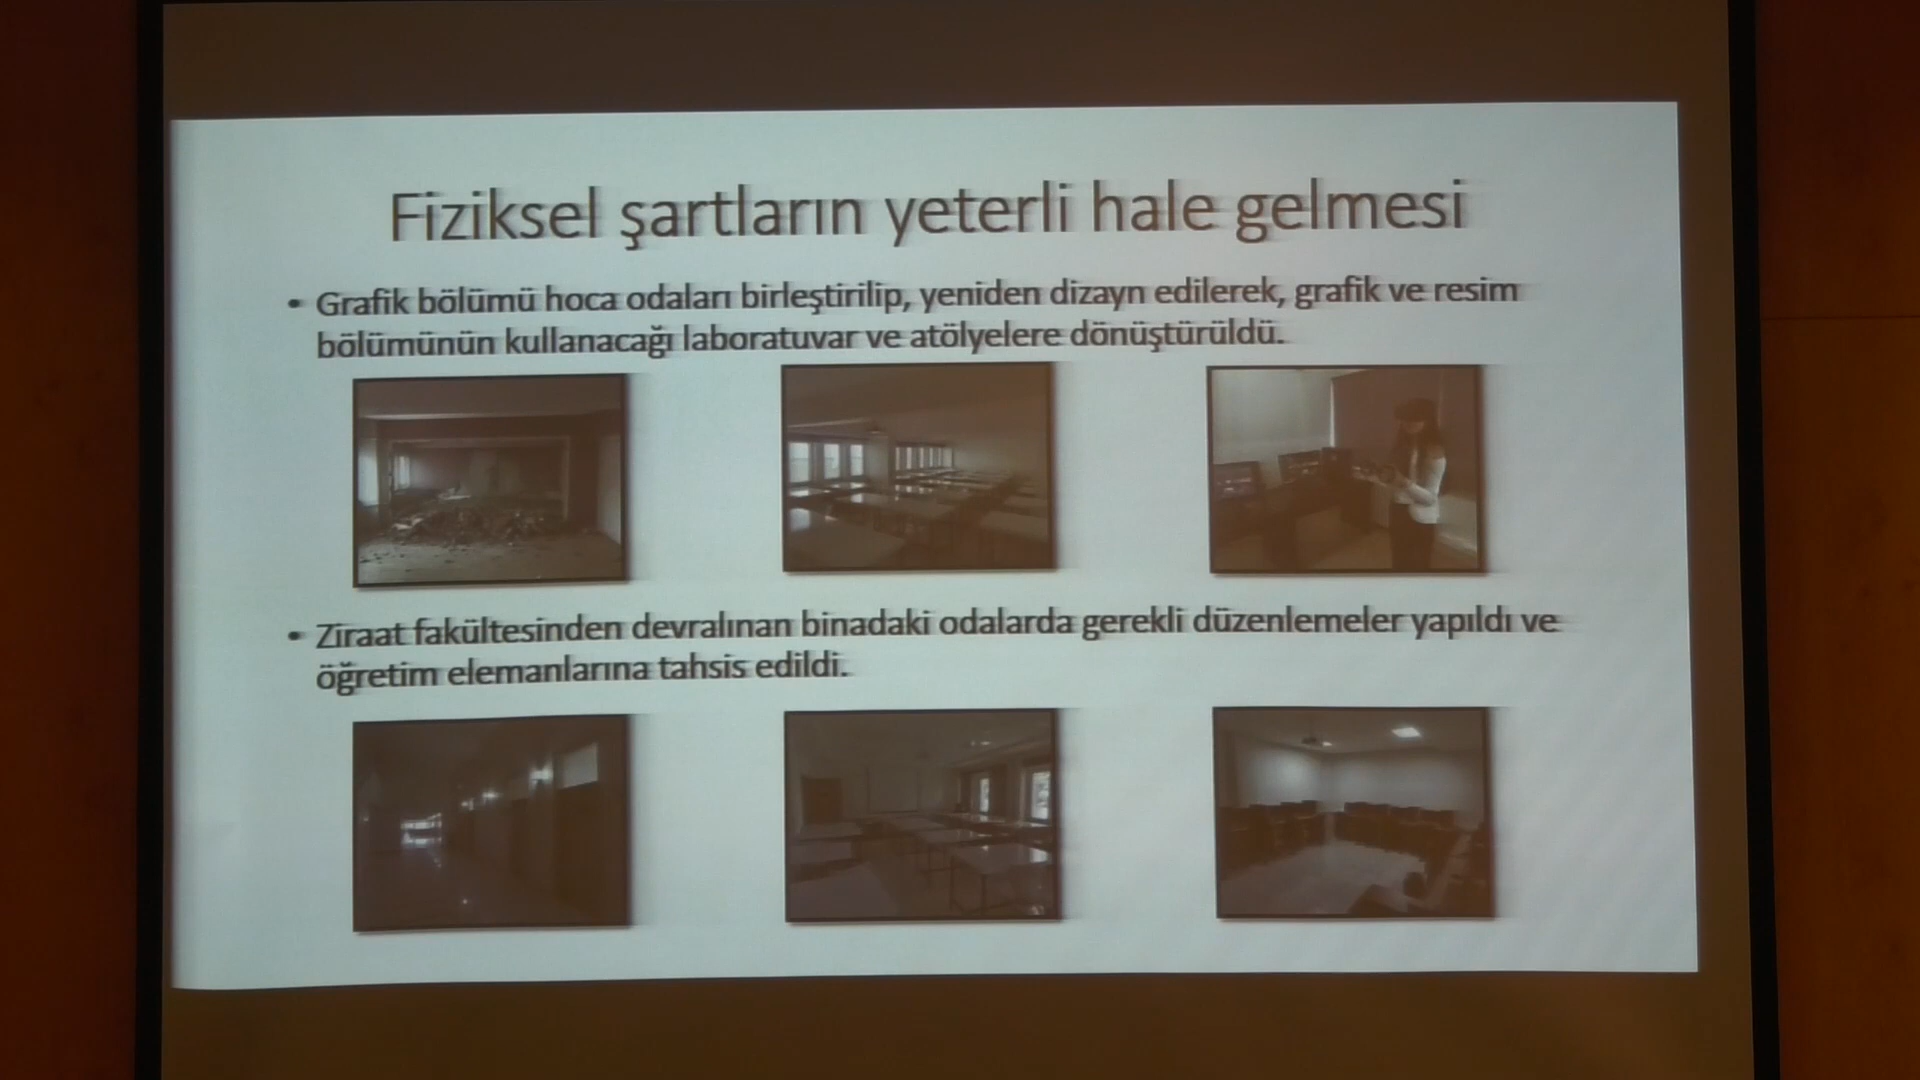 Fiziksel şartların yeterli hale gelmesi
• Grafik bölümü hoca odaları birleştirilip, yeniden dizayn edilerek, grafik ve resim
bölümünün kullanacağı laboratuvar ve atölyelere dönüştürüldü.
• Ziraat fakültesinden devralınan binadaki odalarda gerekli düzenlemeler yapıldı ve
öğretim elemanlarına tahsis edildi.